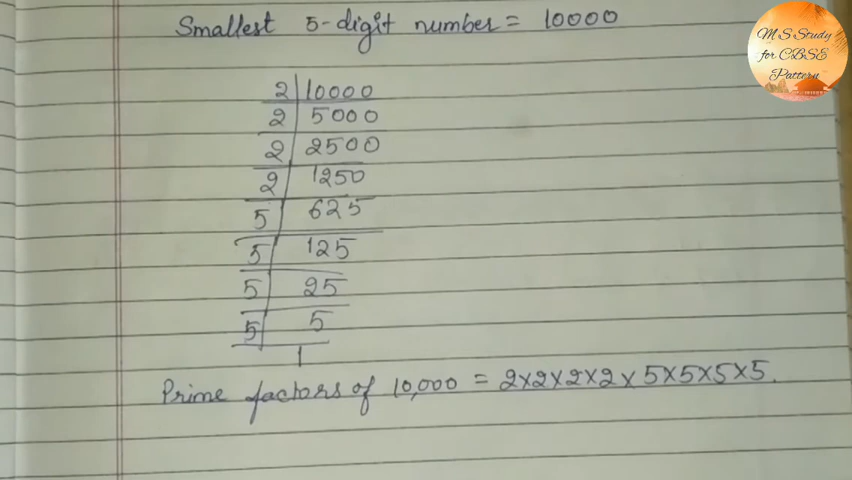 Smallest 5-digit number = 10000
M S Study
for CBSE
Pattern
2 10000
2 5000
2 2500
2 1250
5 625
5 125
5 25
5 5
1
Prime factors of 10,000 = 2×2×2×2×5×5×5×5.